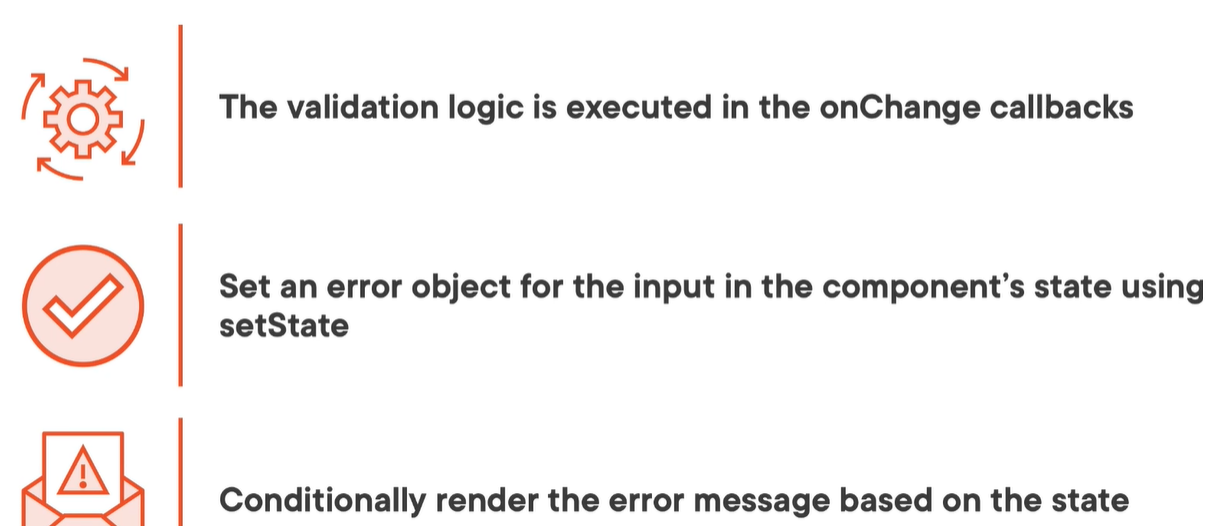 The validation logic is executed in the onChange callbacks
Set an error object for the input in the component’s state using
setState
Conditionally render the error message based on the state